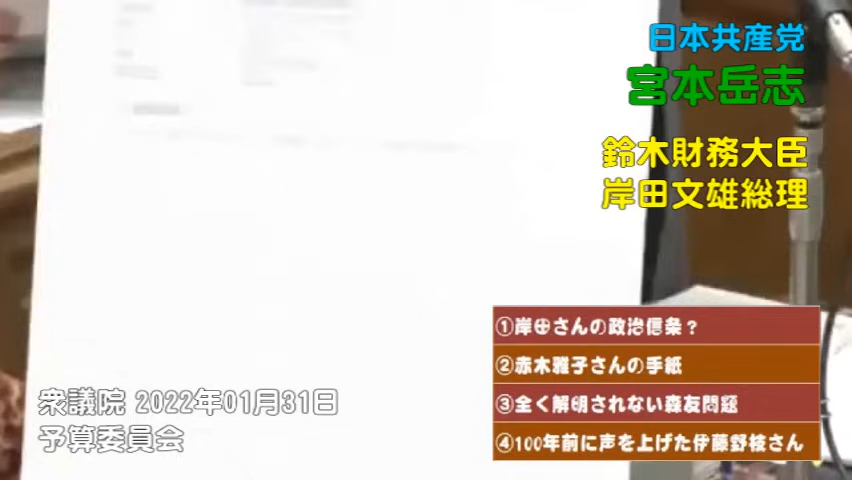 日本共産党
宮本岳志
鈴木財務大臣
岸田文雄総理
①岸田さんの政治信条？
②赤木雅子さんの手紙
③全く解明されない森友問題
④100年前に声を上げた伊藤野枝さん
衆議院 2022年01月31日
予算委員会